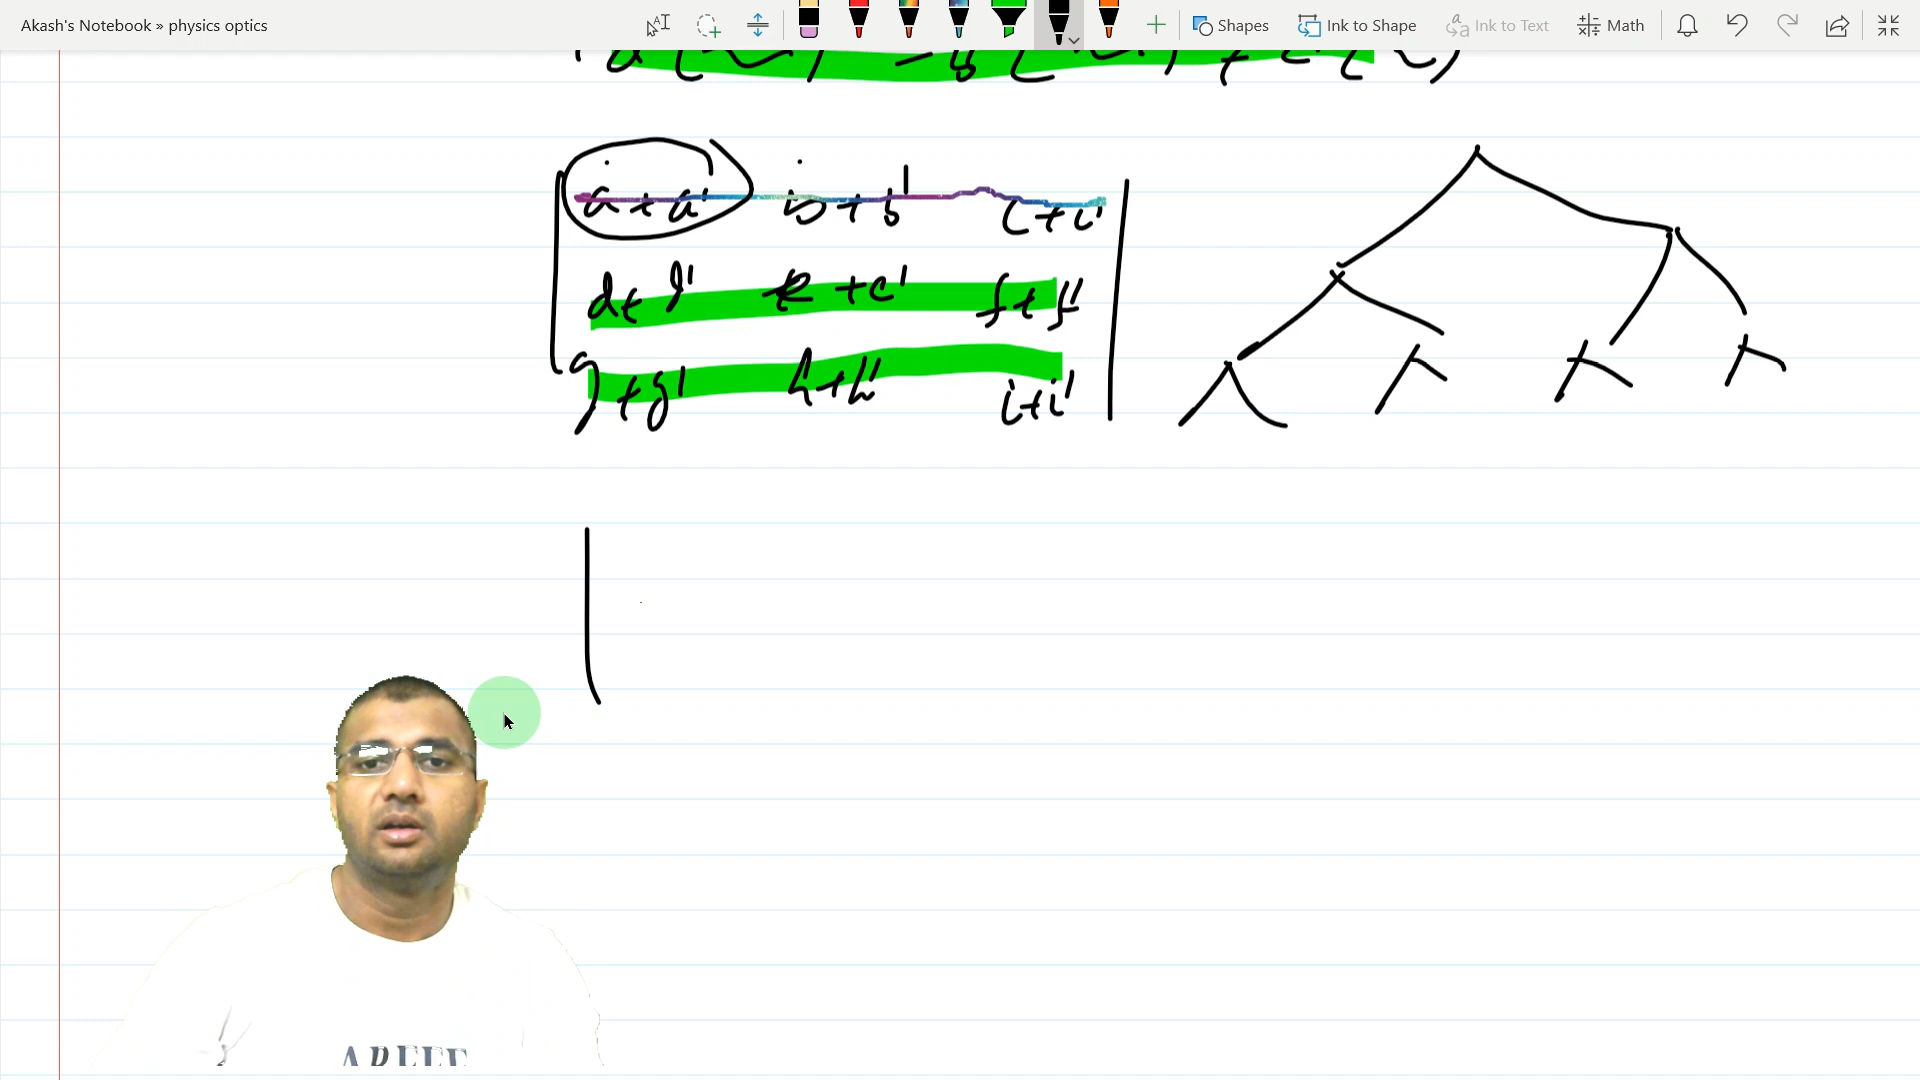 Akash's Notebook » physics optics
Shapes
Ink to Shape
Ink to Text
Math
a+a' b+b' c+c'
d+d' e+e' f+f'
g+g' h+h' i+i'